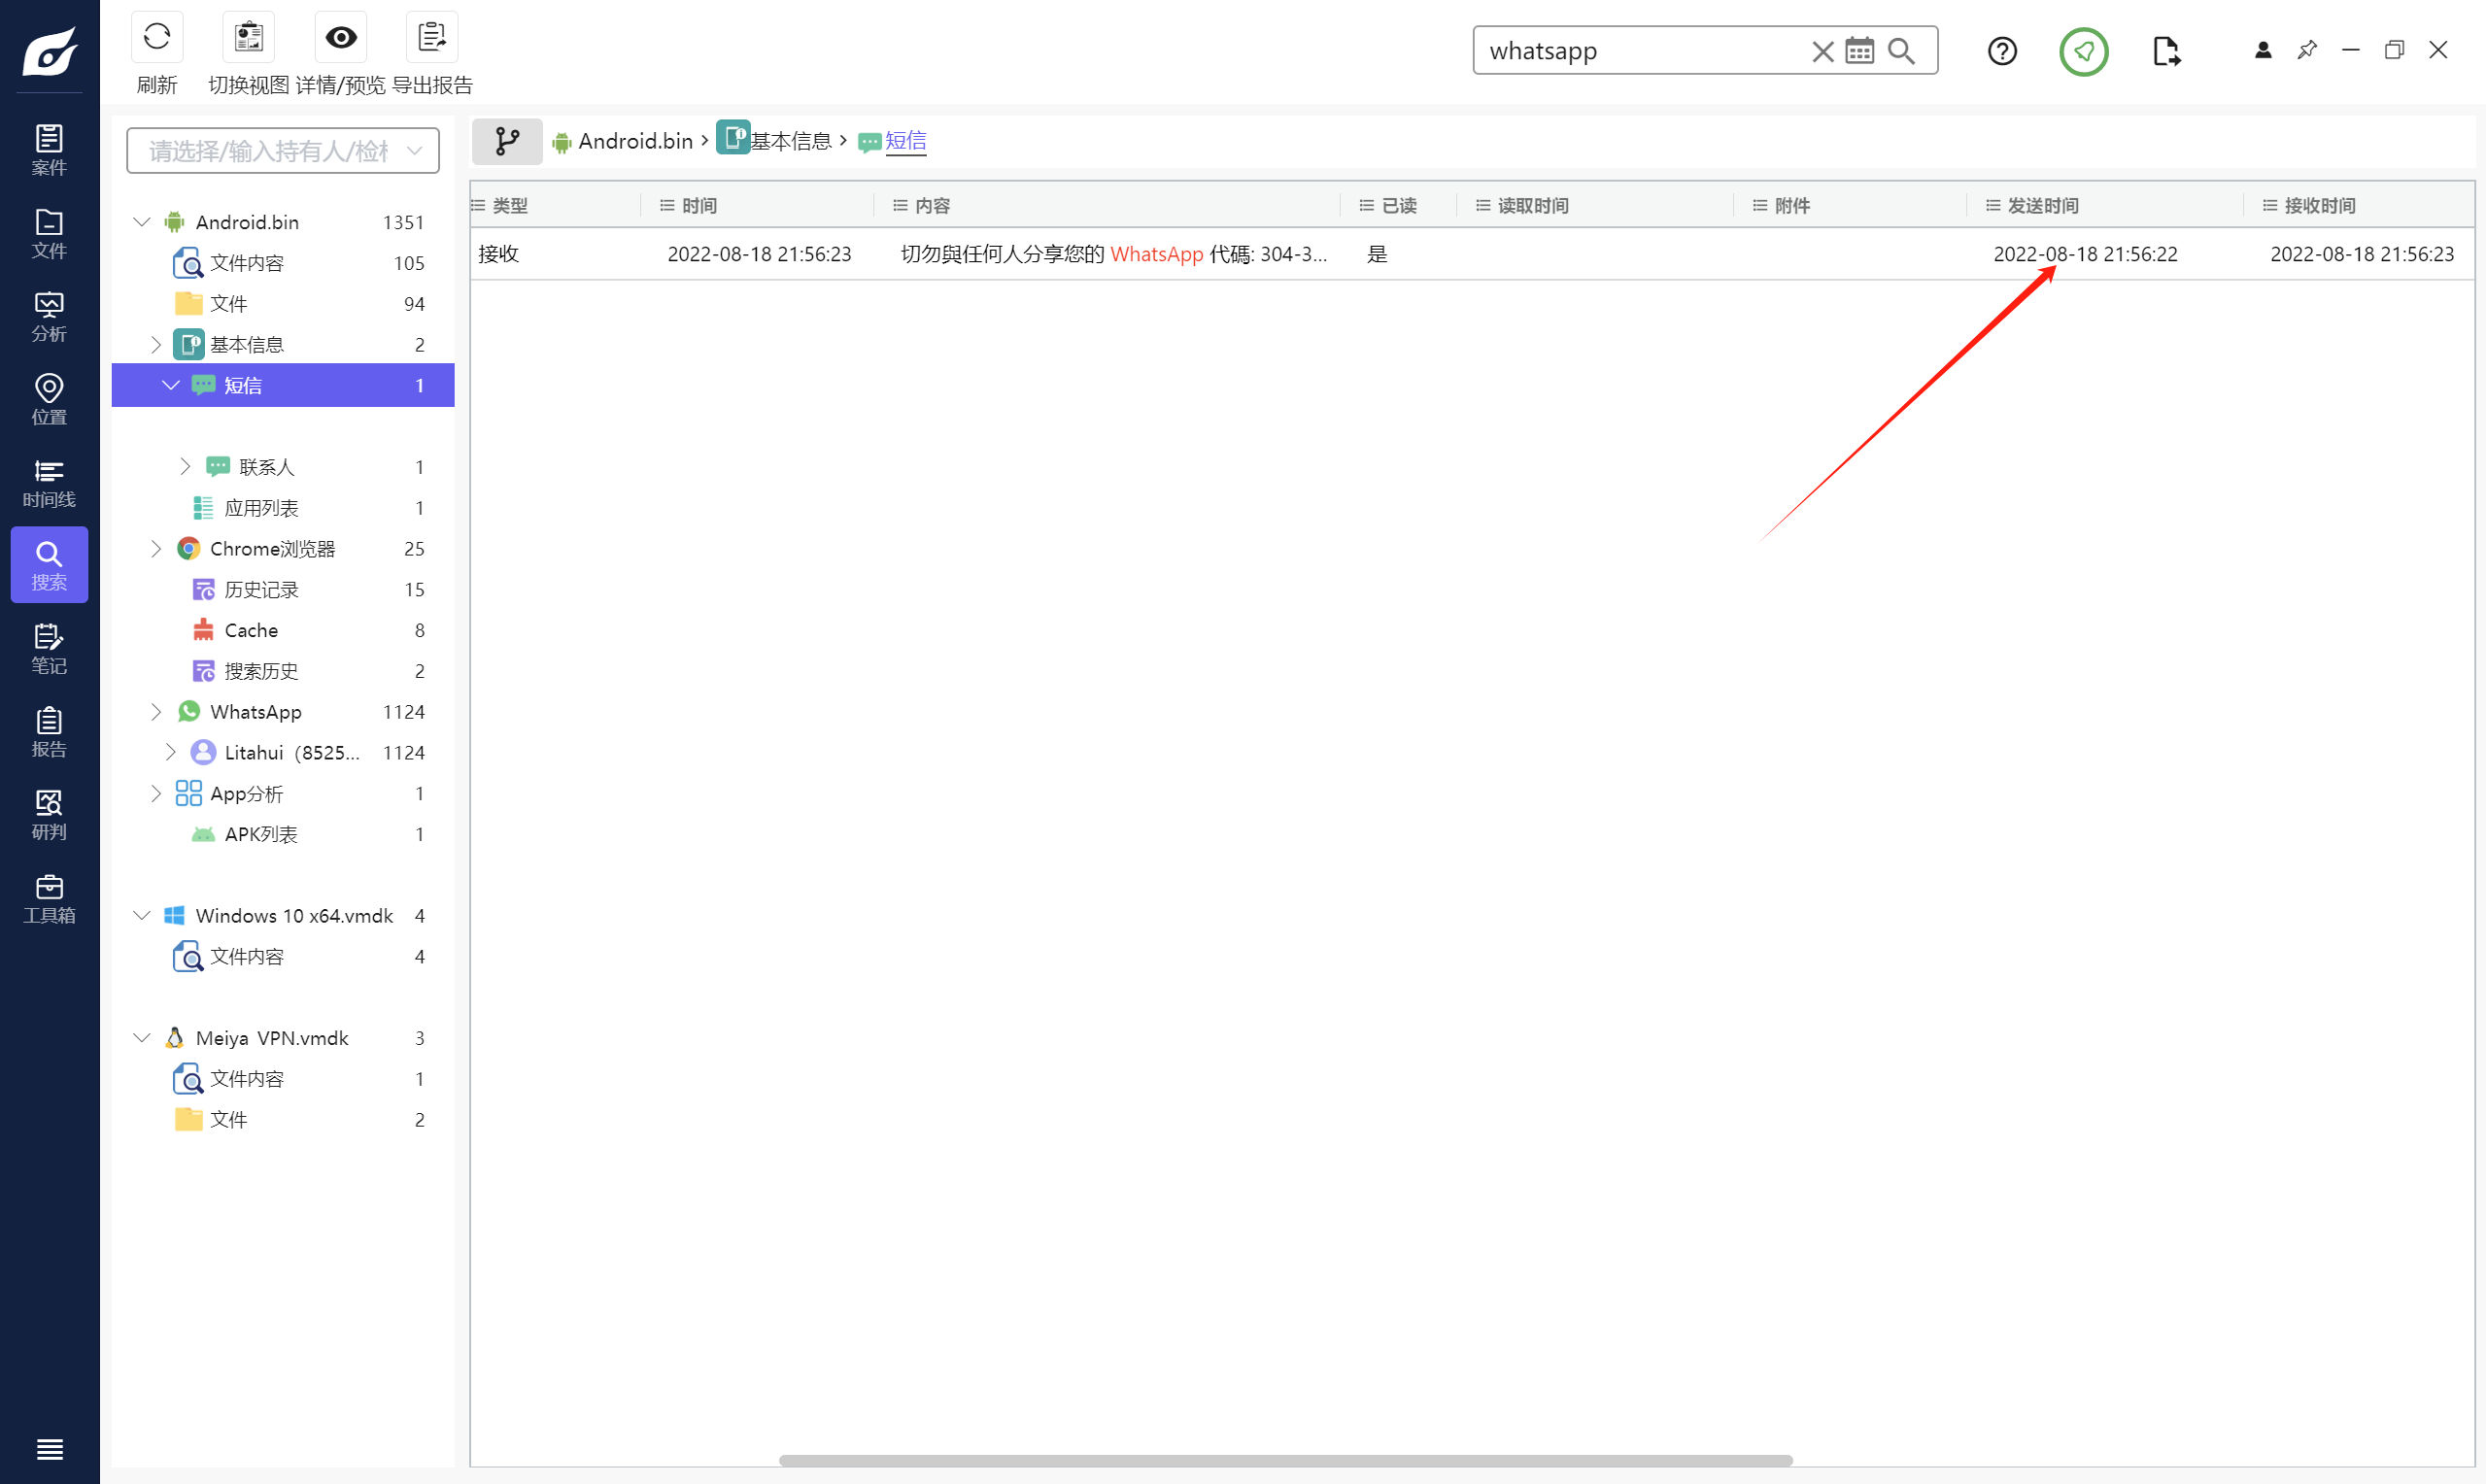 whatsapp
刷新
切换视图
详情/预览
导出报告
案件
文件
分析
位置
时间线
搜索
笔记
报告
研判
工具箱
请选择/输入持有人/检材
Android.bin 1351
文件内容 105
文件 94
基本信息 2
短信 1
联系人 1
应用列表 1
Chrome浏览器 25
历史记录 15
Cache 8
搜索历史 2
WhatsApp 1124
Litahui（8525... 1124
App分析 1
APK列表 1
Windows 10 x64.vmdk 4
文件内容 4
Meiya VPN.vmdk 3
文件内容 1
文件 2
Android.bin > 基本信息 > 短信
类型 时间 内容 已读 读取时间 附件 发送时间 接收时间
接收 2022-08-18 21:56:23 切勿與任何人分享您的 WhatsApp 代碼: 304-3... 是 2022-08-18 21:56:22 2022-08-18 21:56:23